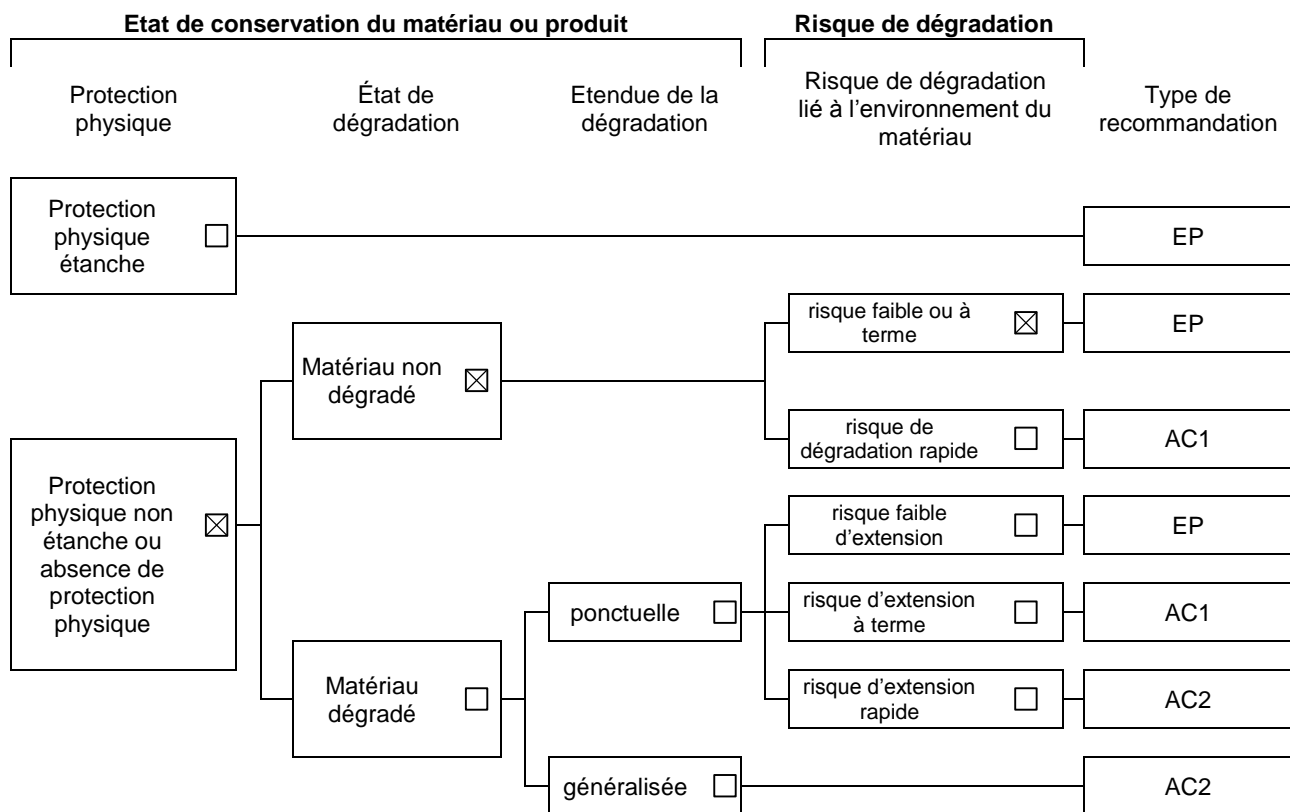 Etat de conservation du matériau ou produit
Risque de dégradation
Protection
physique
État de
dégradation
Etendue de la
dégradation
Risque de dégradation
lié à l'environnement du
matériau
Type de
recommandation
Protection
physique
étanche
EP
risque faible ou à
terme
EP
Matériau non
dégradé
risque de
dégradation rapide
AC1
Protection
physique non
étanche ou
absence de
protection
physique
risque faible
d'extension
EP
ponctuelle
risque d'extension
à terme
AC1
Matériau
dégradé
risque d'extension
rapide
AC2
généralisée
AC2